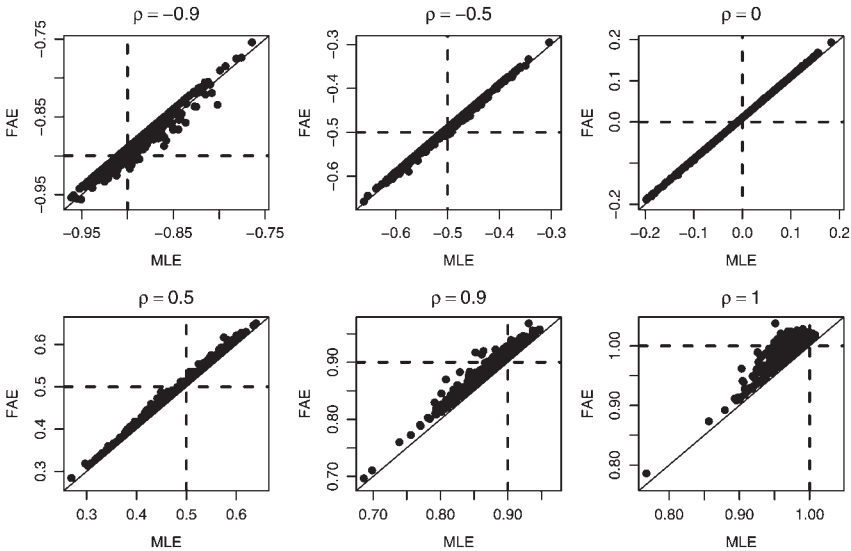 ρ = −0.9
ρ = −0.5
ρ = 0
FAE
−0.75
−0.85
−0.95
FAE
−0.3
−0.4
−0.5
−0.6
FAE
0.2
0.1
0.0
−0.2
−0.95 −0.85 −0.75
−0.6 −0.5 −0.4 −0.3
−0.2 −0.1 0.0 0.1 0.2
MLE
MLE
MLE
ρ = 0.5
ρ = 0.9
ρ = 1
FAE
0.6
0.5
0.4
0.3
FAE
0.90
0.80
0.70
FAE
1.00
0.90
0.80
0.3 0.4 0.5 0.6
0.70 0.80 0.90
0.80 0.90 1.00
MLE
MLE
MLE